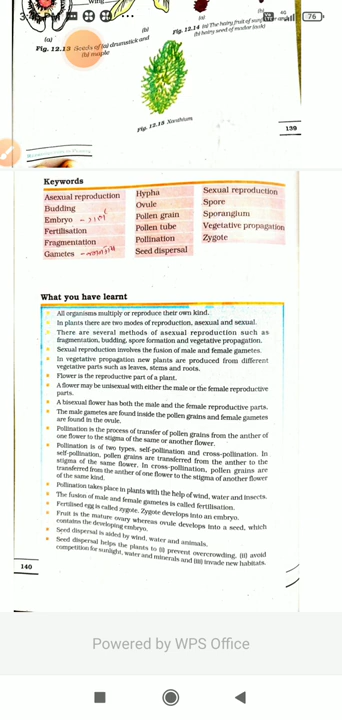 wing
76
(a)
(b)
Fig. 12.13 Seeds of (a) drumstick and
(b) maple
(a)
Fig. 12.14 (a) The hairy fruit of
(b) hairy seed of
Fig. 12.15 Xanthium
139
Keywords
Asexual reproduction
Budding
Embryo
Fertilisation
Fragmentation
Gametes
Hypha
Ovule
Pollen grain
Pollen tube
Pollination
Seed dispersal
Sexual reproduction
Spore
Sporangium
Vegetative propagation
Zygote
What you have learnt
All organisms multiply or reproduce their own kind.
In plants there are two modes of reproduction, asexual and sexual.
There are several methods of asexual reproduction such as
fragmentation, budding, spore formation and vegetative propagation.
Sexual reproduction involves the fusion of male and female gametes.
In vegetative propagation new plants are produced from different
vegetative parts such as leaves, stems and roots.
Flower is the reproductive part of a plant.
A flower may be unisexual with either the male or the female reproductive
parts.
A bisexual flower has both the male and the female reproductive parts.
The male gametes are found inside the pollen grains and female gametes
are found in the ovule.
Pollination is the process of transfer of pollen grains from the anther of
one flower to the stigma of the same or another flower.
Pollination is of two types, self-pollination and cross-pollination. In
self-pollination, pollen grains are transferred from the anther to the
stigma of the same flower. In cross-pollination, pollen grains are
transferred from the anther of one flower to the stigma of another flower
of the same kind.
Pollination takes place in plants with the help of wind, water and insects.
The fusion of male and female gametes is called fertilisation.
Fertilised egg is called zygote. Zygote develops into an embryo.
Fruit is the mature ovary whereas ovule develops into a seed, which
contains the developing embryo.
Seed dispersal is aided by wind, water and animals.
Seed dispersal helps the plants to (i) prevent overcrowding, (ii) avoid
competition for sunlight, water and minerals and (iii) invade new habitats.
140
Powered by WPS Office